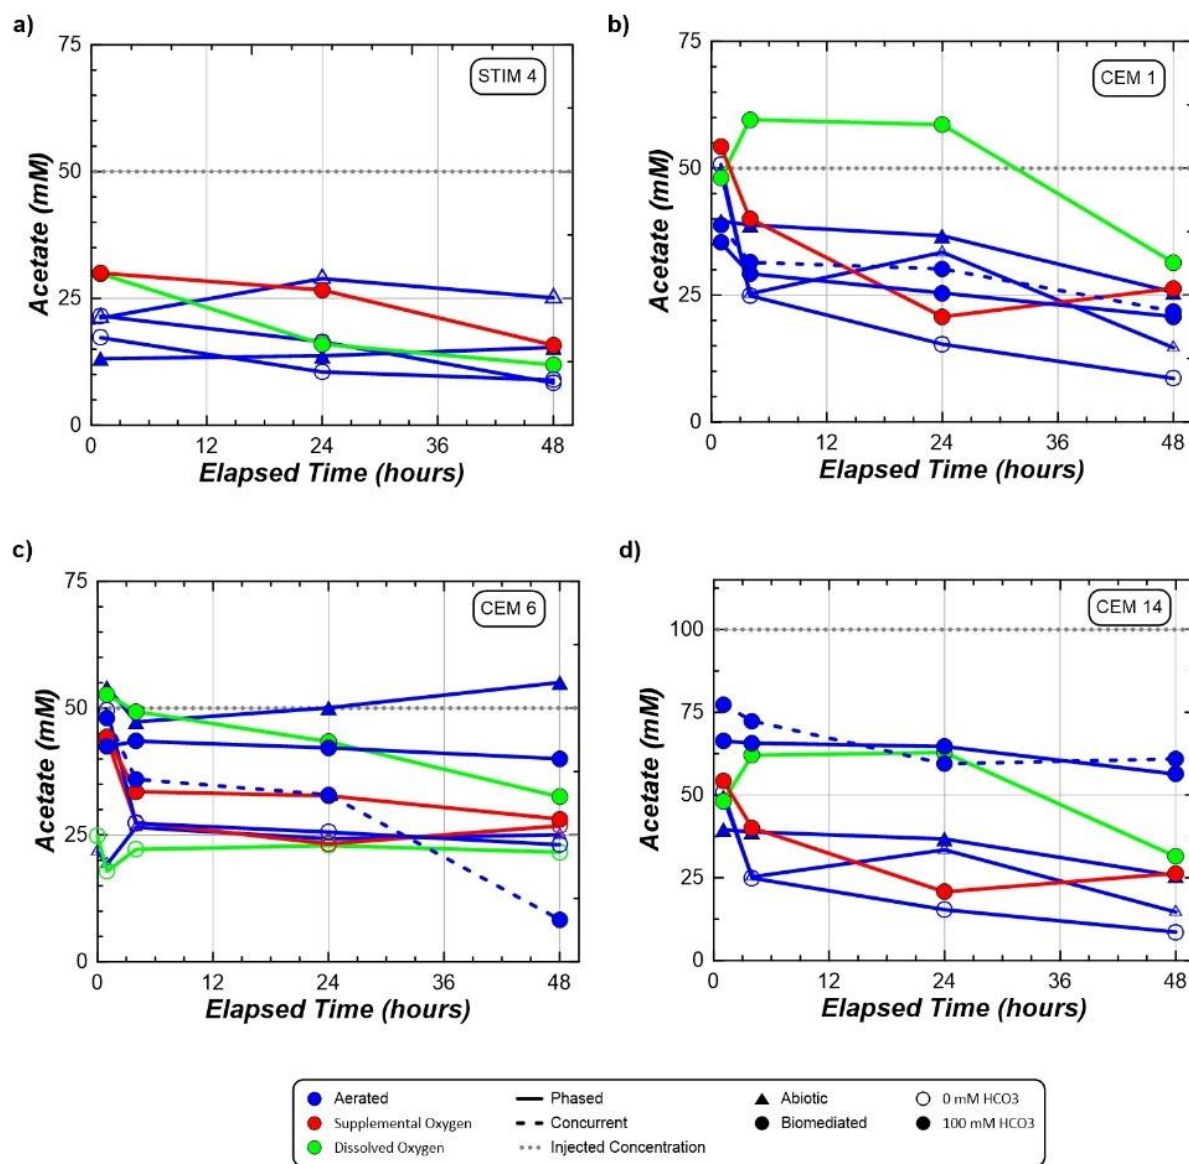 a)
STIM 4
75
50
25
0
Acetate (mM)
0 12 24 36 48
Elapsed Time (hours)
b)
CEM 1
75
50
25
0
Acetate (mM)
0 12 24 36 48
Elapsed Time (hours)
c)
CEM 6
75
50
25
0
Acetate (mM)
0 12 24 36 48
Elapsed Time (hours)
d)
CEM 14
100
75
50
25
0
Acetate (mM)
0 12 24 36 48
Elapsed Time (hours)
Aerated Phased Abiotic 0 mM HCO3
Supplemental Oxygen Concurrent Biomediated 100 mM HCO3
Dissolved Oxygen Injected Concentration